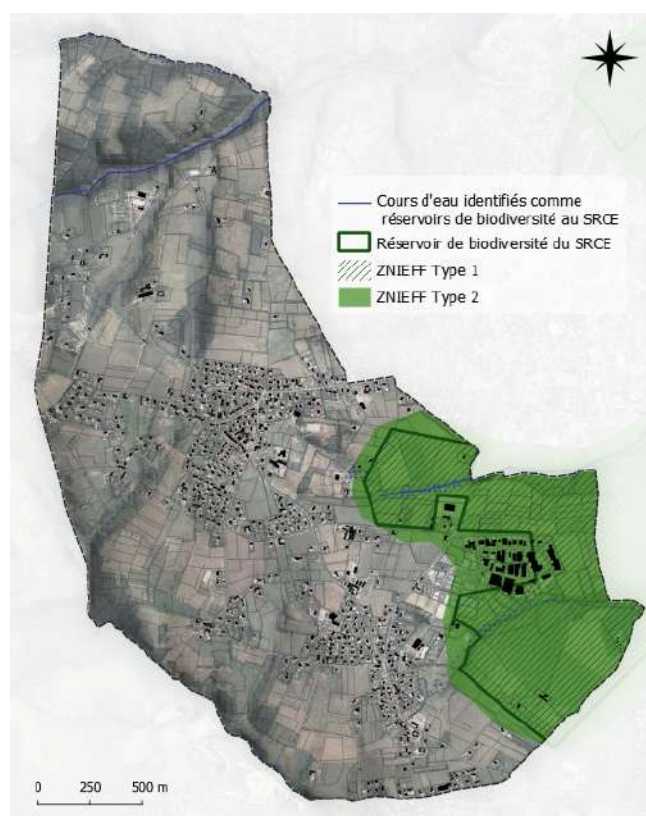 Cours d'eau identifiés comme
réservoirs de biodiversité au SRCE
Réservoir de biodiversité du SRCE
ZNIEFF Type 1
ZNIEFF Type 2
0 250 500 m